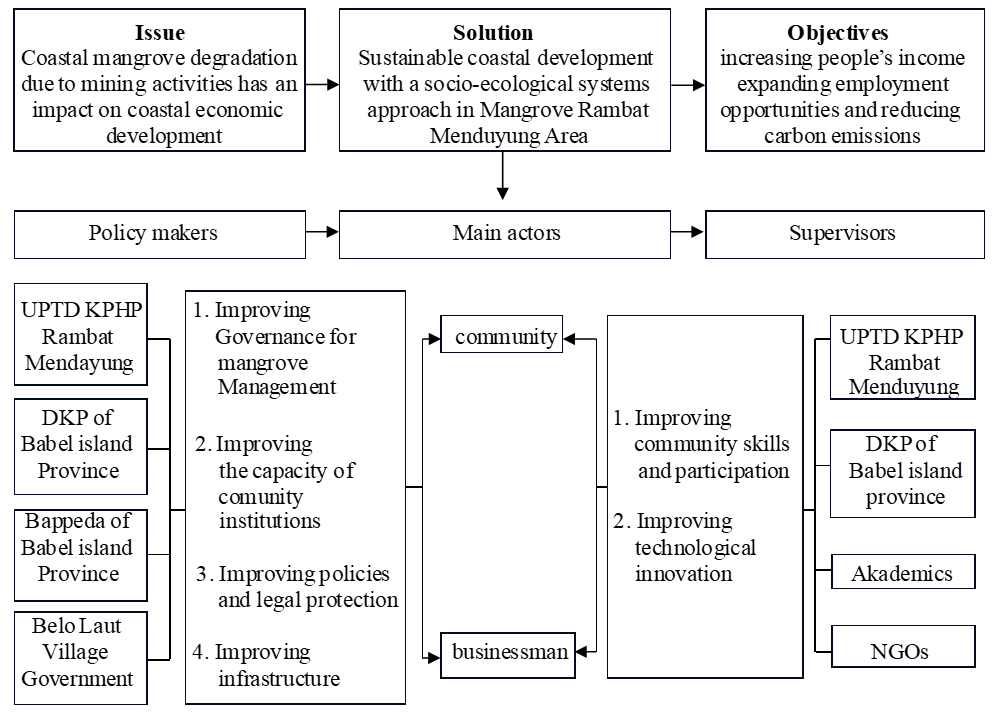 Issue
Coastal mangrove degradation
due to mining activities has an
impact on coastal economic
development
Solution
Sustainable coastal development
with a socio-ecological systems
approach in Mangrove Rambat
Menduyung Area
Objectives
increasing people’s income
expanding employment
opportunities and reducing
carbon emissions
Policy makers
Main actors
Supervisors
UPTD KPHP
Rambat
Mendayung
DKP of
Babel island
Province
Bappeda of
Babel island
Province
Belo Laut
Village
Government
1. Improving
Governance for
mangrove
Management
2. Improving
the capacity of
comunity
institutions
3. Improving policies
and legal protection
4. Improving
infrastructure
community
businessman
1. Improving
community skills
and participation
2. Improving
technological
innovation
UPTD KPHP
Rambat
Menduyung
DKP of
Babel island
province
Akademics
NGOs